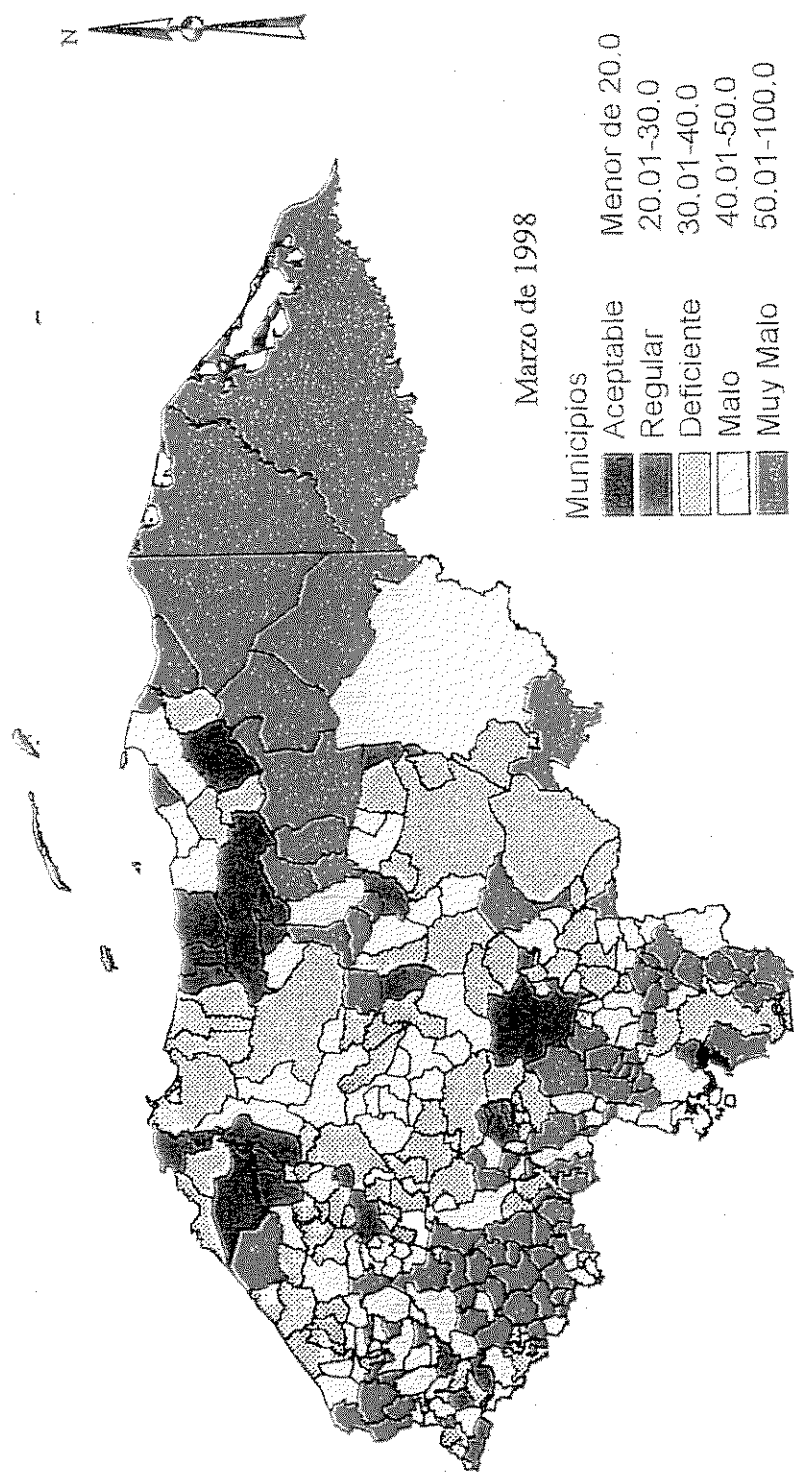 N
Marzo de 1998
Municipios
Aceptable Menor de 20.0
Regular 20.01-30.0
Deficiente 30.01-40.0
Malo 40.01-50.0
Muy Malo 50.01-100.0